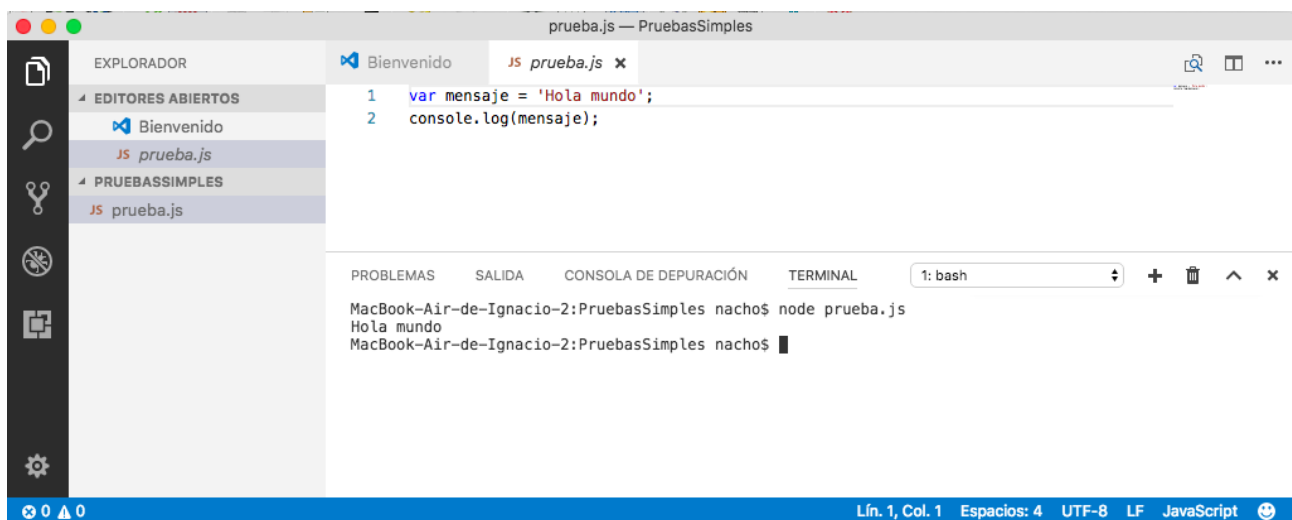 prueba.js — PruebasSimples
EXPLORADOR
EDITORES ABIERTOS
Bienvenido
JS prueba.js
PRUEBASSIMPLES
JS prueba.js
Bienvenido
JS prueba.js
1 var mensaje = 'Hola mundo';
2 console.log(mensaje);
PROBLEMAS SALIDA CONSOLA DE DEPURACIÓN TERMINAL 1: bash
MacBook-Air-de-Ignacio-2:PruebasSimples nacho$ node prueba.js
Hola mundo
MacBook-Air-de-Ignacio-2:PruebasSimples nacho$
0 0 Lín. 1, Col. 1 Espacios: 4 UTF-8 LF JavaScript